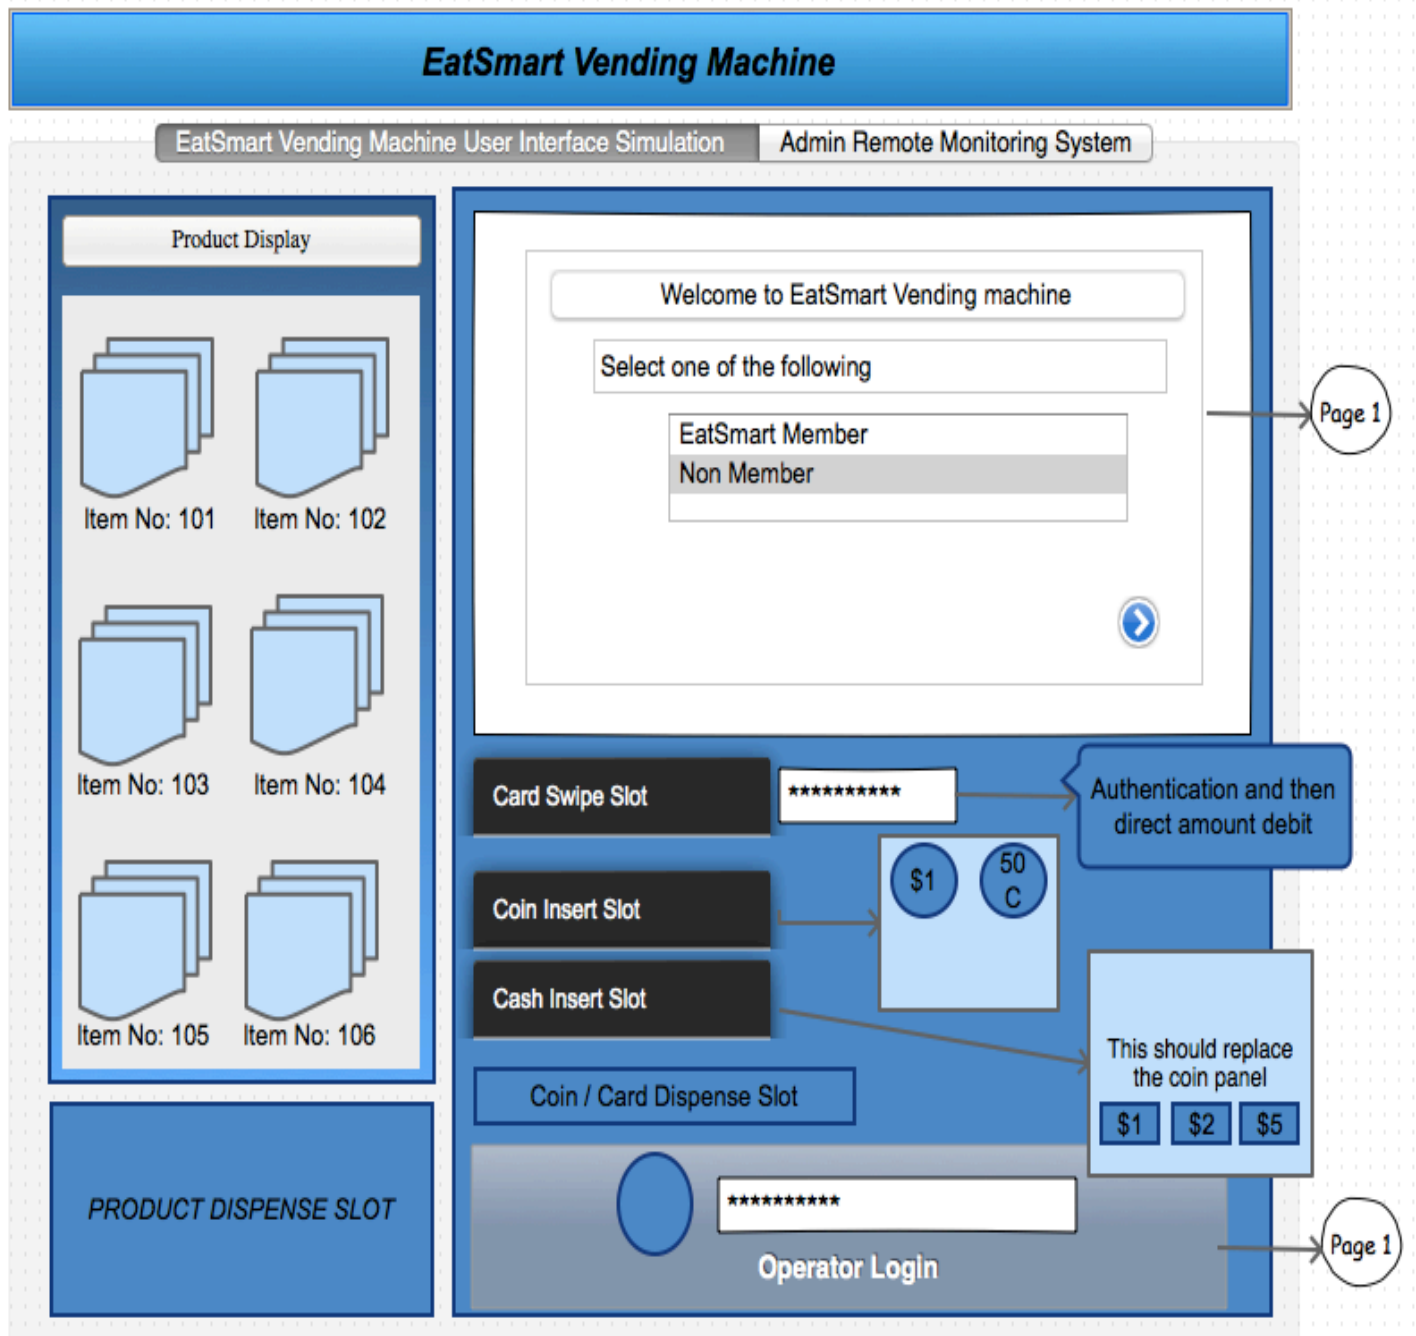 EatSmart Vending Machine
EatSmart Vending Machine User Interface Simulation
Admin Remote Monitoring System
Product Display
Item No: 101
Item No: 102
Item No: 103
Item No: 104
Item No: 105
Item No: 106
PRODUCT DISPENSE SLOT
Welcome to EatSmart Vending machine
Select one of the following
EatSmart Member
Non Member
Page 1
Card Swipe Slot
**********
Authentication and then
direct amount debit
Coin Insert Slot
$1
50
C
Cash Insert Slot
This should replace
the coin panel
$1
$2
$5
Coin / Card Dispense Slot
**********
Operator Login
Page 1